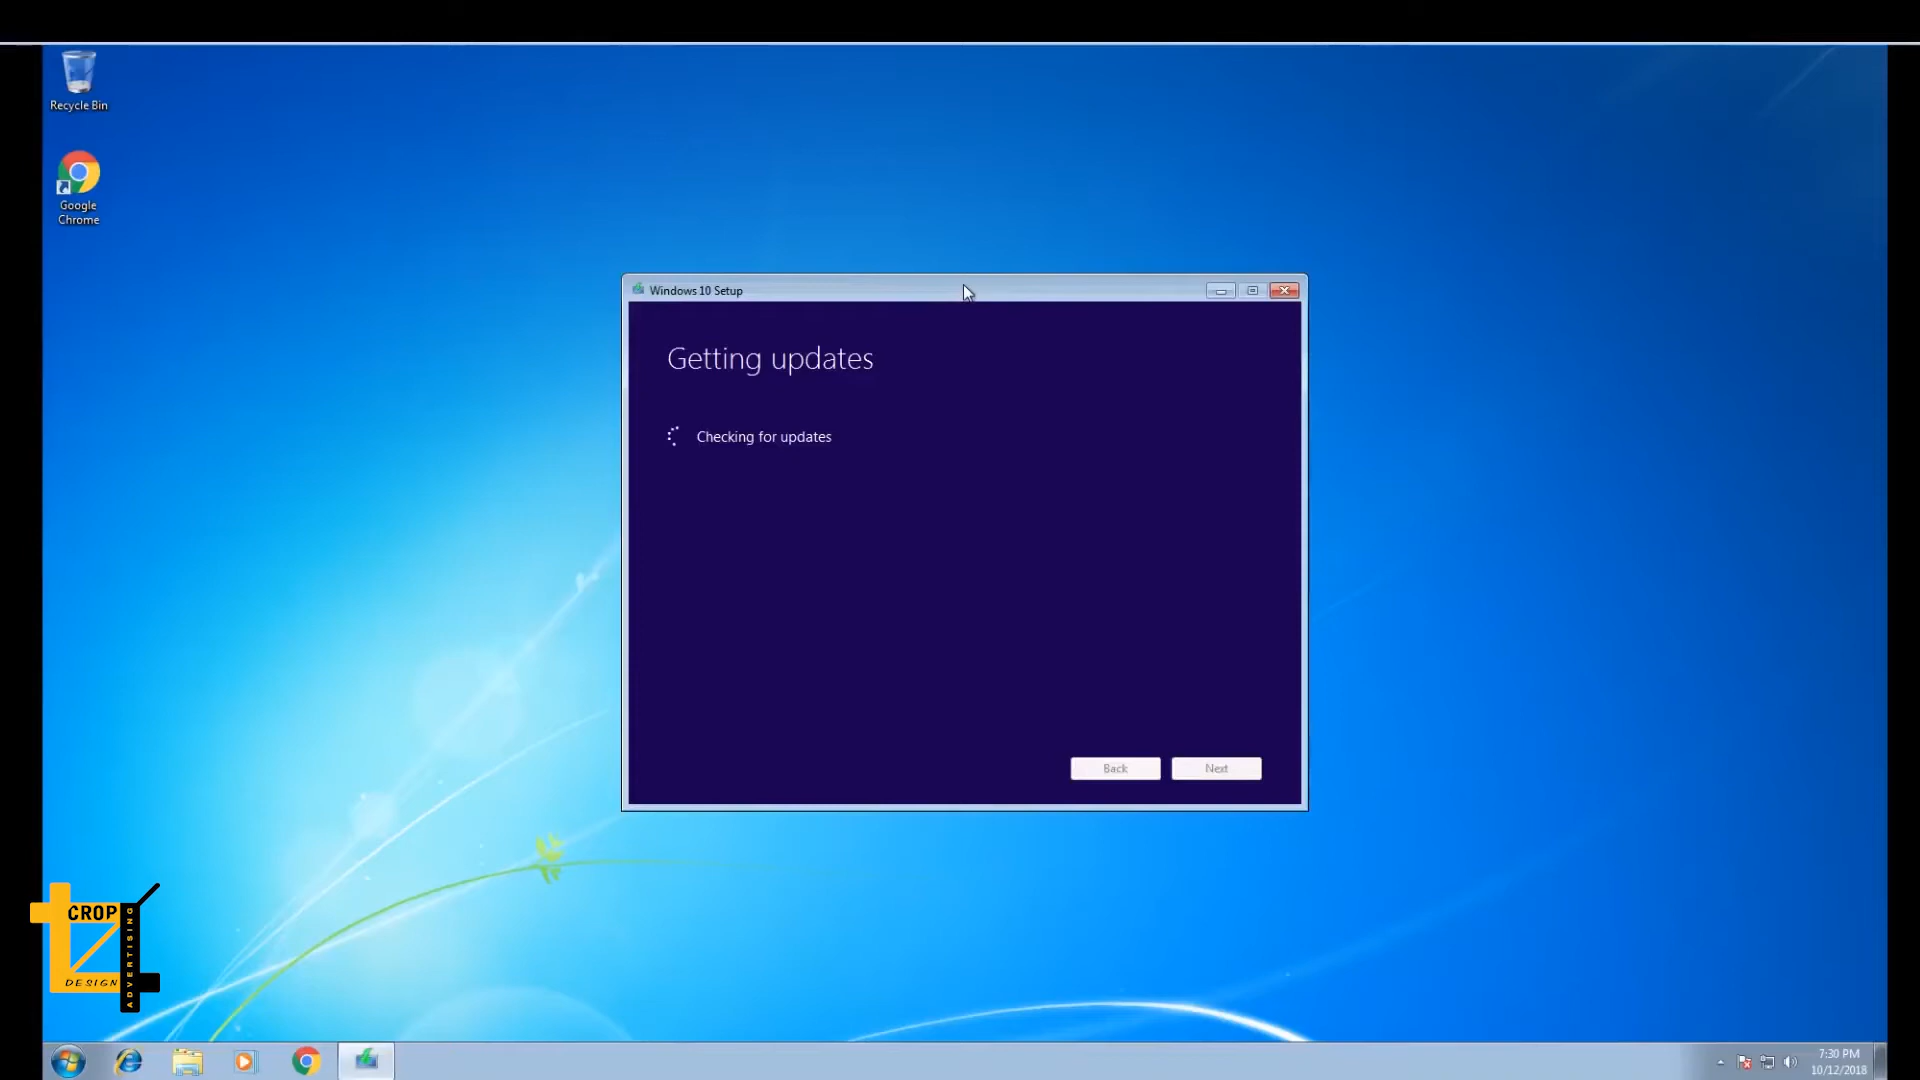 Recycle Bin
Google
Chrome
Windows 10 Setup
Getting updates
Checking for updates
Back
Next
CROP
DESIGN
ADVERTISING
7:30 PM
10/12/2018